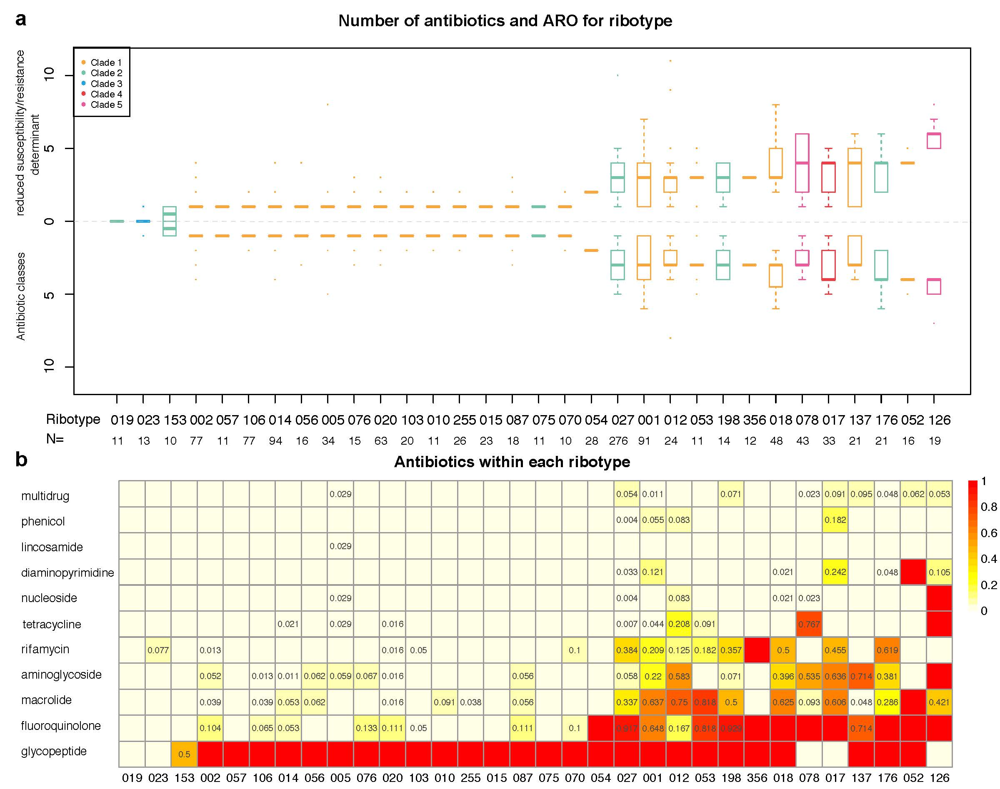 a
Number of antibiotics and ARO for ribotype
reduced susceptibility/resistance
determinant
Antibiotic classes
10
5
0
5
10
Clade 1
Clade 2
Clade 3
Clade 4
Clade 5
Ribotype 019 023 153 002 057 106 014 056 005 076 020 103 010 255 015 087 075 070 054 027 001 012 053 198 356 018 078 017 137 176 052 126
N= 11 13 10 77 11 77 94 16 34 15 63 20 11 26 23 18 11 10 28 276 91 24 11 14 12 48 43 33 21 21 16 19
b
Antibiotics within each ribotype
multidrug 0.029 0.054 0.011 0.071 0.023 0.091 0.095 0.048 0.062 0.053
phenicol 0.004 0.055 0.083 0.182
lincosamide 0.029
diaminopyrimidine 0.033 0.121 0.021 0.242 0.048 0.105
nucleoside 0.029 0.004 0.083 0.021 0.023
tetracycline 0.021 0.029 0.016 0.007 0.044 0.208 0.091 0.767
rifamycin 0.077 0.013 0.016 0.05 0.1 0.384 0.209 0.125 0.182 0.357 0.5 0.455 0.619
aminoglycoside 0.052 0.013 0.011 0.062 0.059 0.067 0.016 0.056 0.058 0.22 0.583 0.071 0.396 0.535 0.636 0.714 0.381
macrolide 0.039 0.039 0.053 0.062 0.016 0.091 0.038 0.056 0.337 0.637 0.75 0.818 0.5 0.625 0.093 0.606 0.048 0.286 0.421
fluoroquinolone 0.104 0.065 0.053 0.133 0.111 0.05 0.111 0.1 0.917 0.648 0.167 0.818 0.929 0.714
glycopeptide 0.5
019 023 153 002 057 106 014 056 005 076 020 103 010 255 015 087 075 070 054 027 001 012 053 198 356 018 078 017 137 176 052 126
1
0.8
0.6
0.4
0.2
0